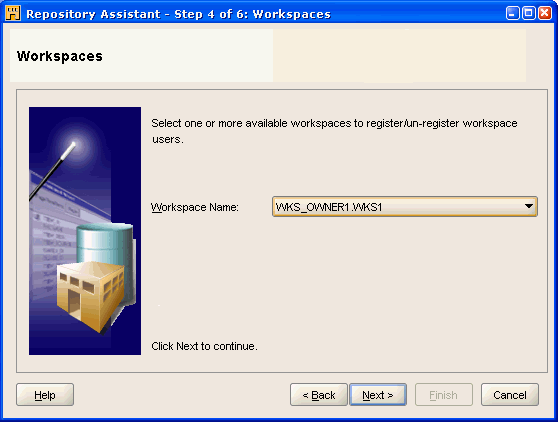 Repository Assistant - Step 4 of 6: Workspaces
Workspaces
Select one or more available workspaces to register/un-register workspace
users.
Workspace Name:
WKS_OWNER1.WKS1
Click Next to continue.
Help
< Back
Next >
Finish
Cancel